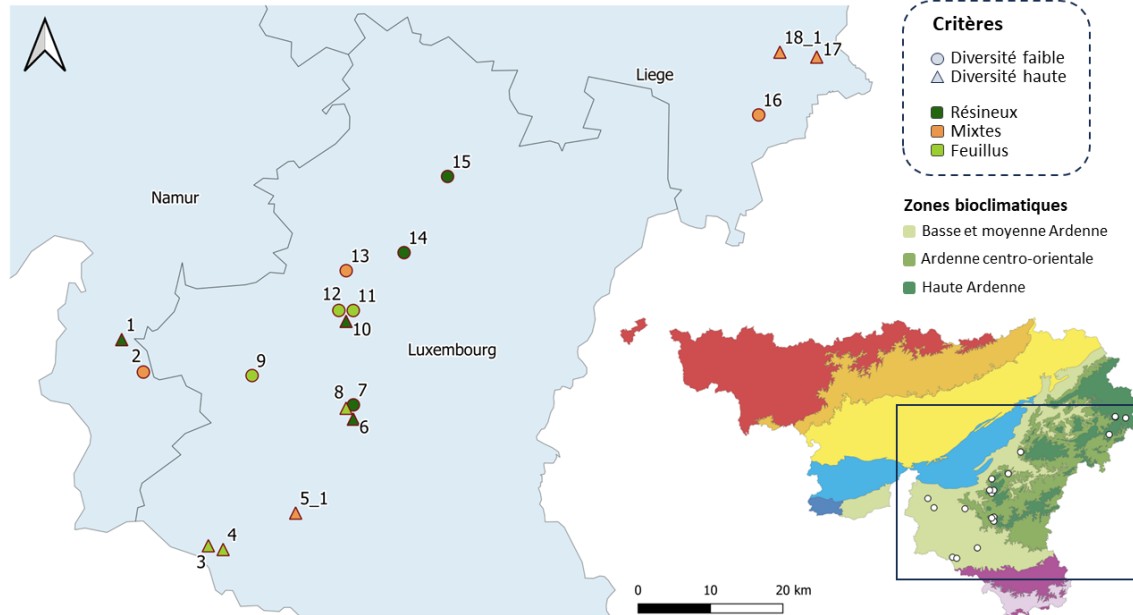 18_1
17
Liege
16
15
Namur
14
13
12
11
10
1
Luxembourg
2
9
8
7
6
5_1
4
3
Critères
Diversité faible
Diversité haute
Résineux
Mixtes
Feuillus
Zones bioclimatiques
Basse et moyenne Ardenne
Ardenne centro-orientale
Haute Ardenne
0 10 20 km